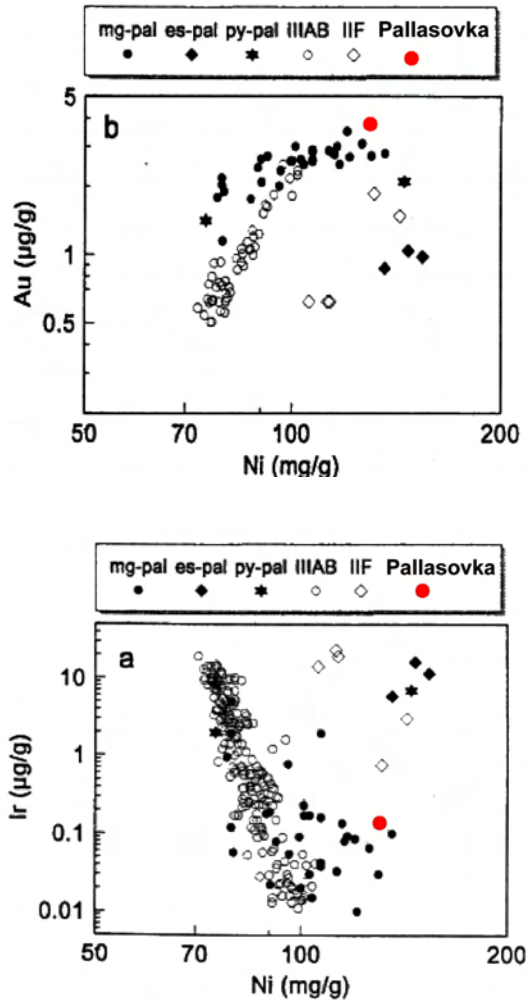 mg-pal es-pal py-pal IIIAB IIF Pallasovka
b
5
1
0.5
Au (µg/g)
50 70 100 200
Ni (mg/g)
mg-pal es-pal py-pal IIIAB IIF Pallasovka
a
10
1
0.1
0.01
Ir (µg/g)
50 70 100 200
Ni (mg/g)